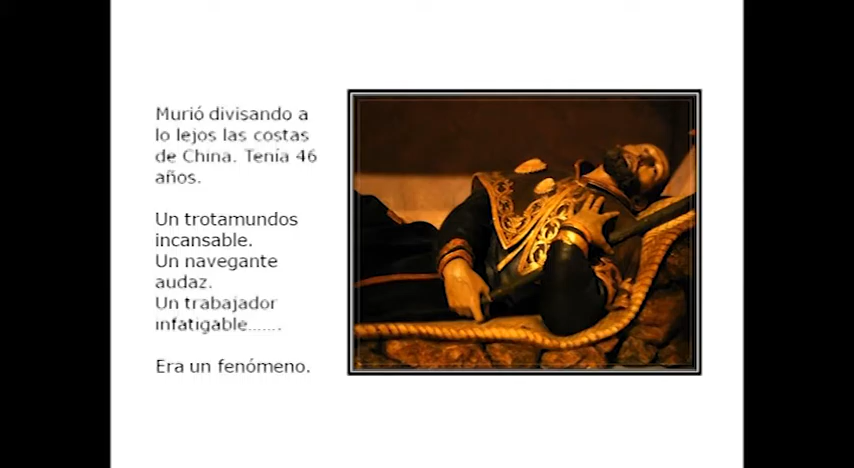 Murió divisando a
lo lejos las costas
de China. Tenía 46
años.
Un trotamundos
incansable.
Un navegante
audaz.
Un trabajador
infatigable.......
Era un fenómeno.